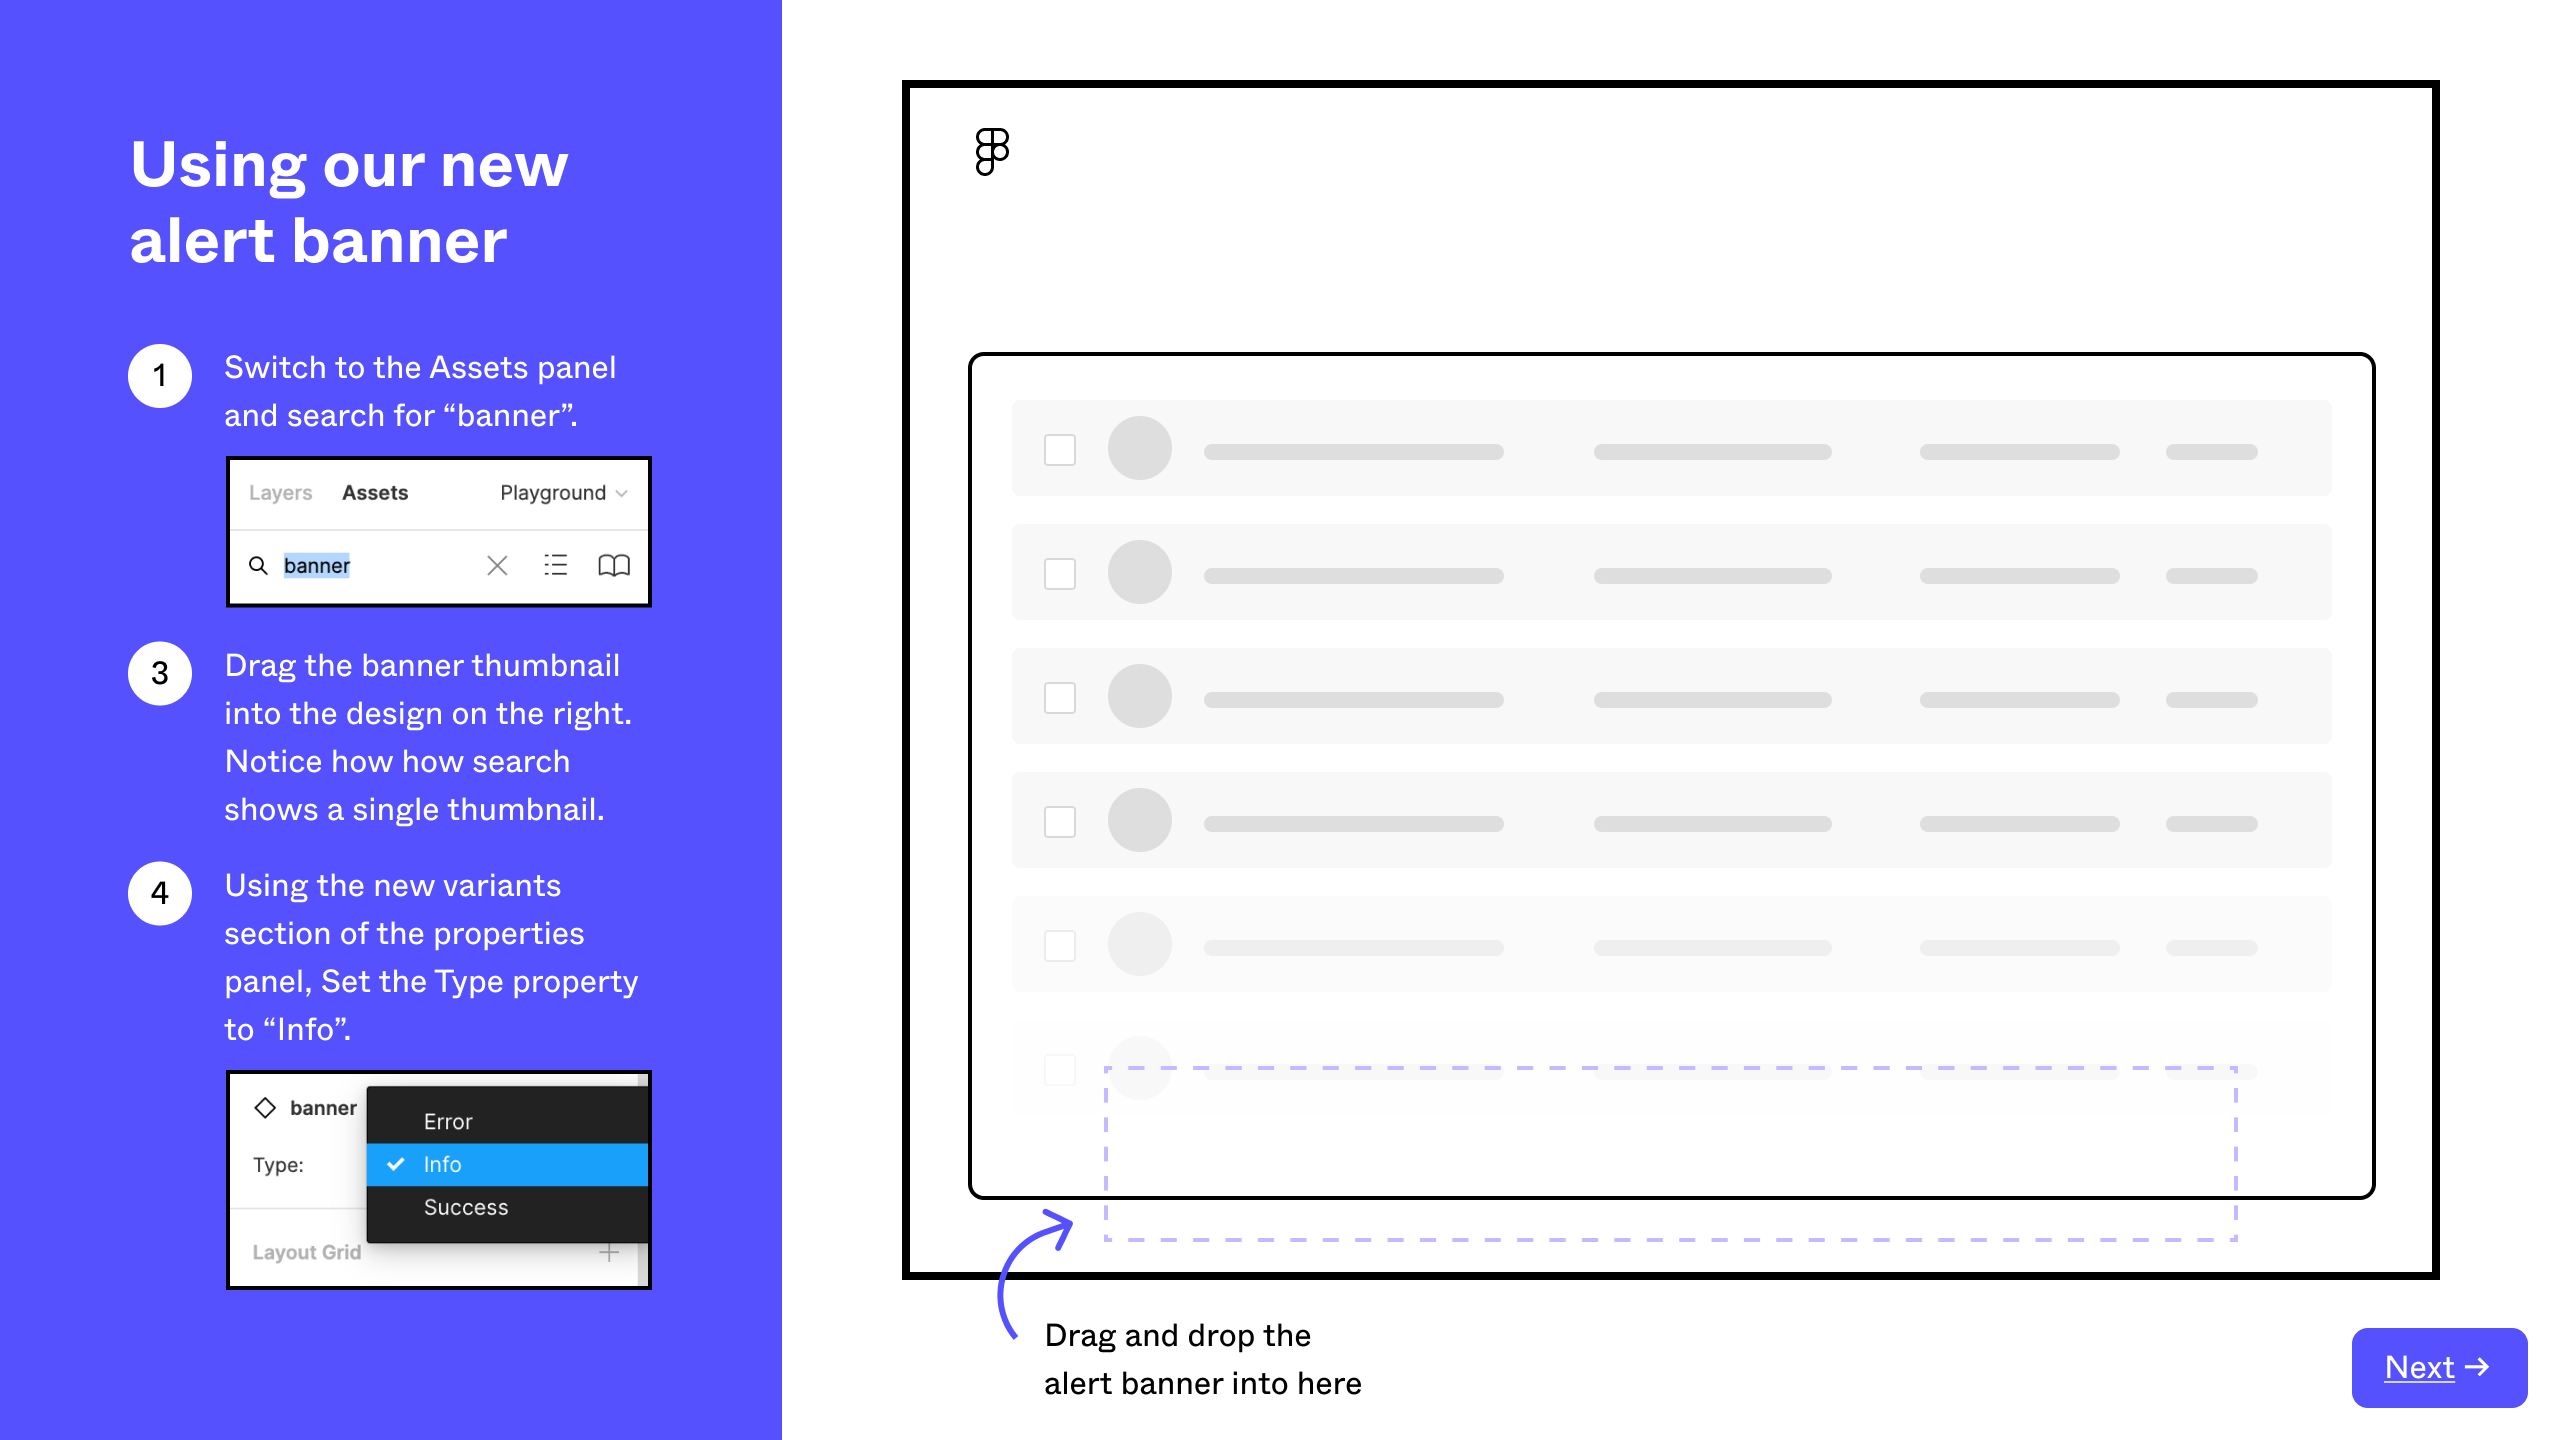 Using our new
alert banner
1
Switch to the Assets panel
and search for “banner”.
Layers Assets Playground
banner
3
Drag the banner thumbnail
into the design on the right.
Notice how how search
shows a single thumbnail.
4
Using the new variants
section of the properties
panel, Set the Type property
to “Info”.
banner
Error
Type:
Info
Success
Layout Grid
Drag and drop the
alert banner into here
Next →